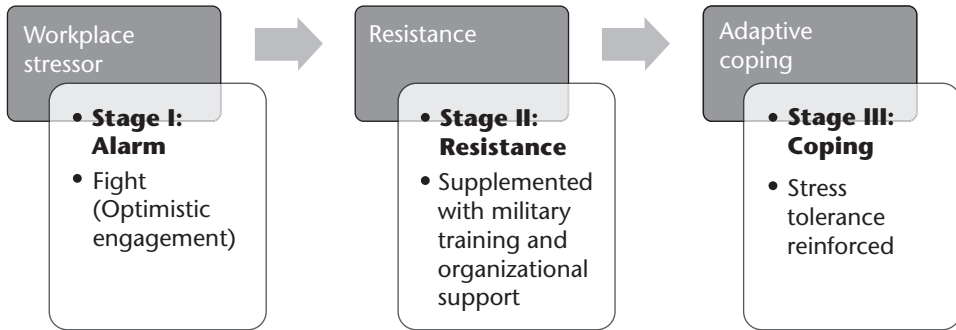 Workplace
stressor
• Stage I:
Alarm
• Fight
(Optimistic
engagement)
Resistance
• Stage II:
Resistance
• Supplemented
with military
training and
organizational
support
Adaptive
coping
• Stage III:
Coping
• Stress
tolerance
reinforced